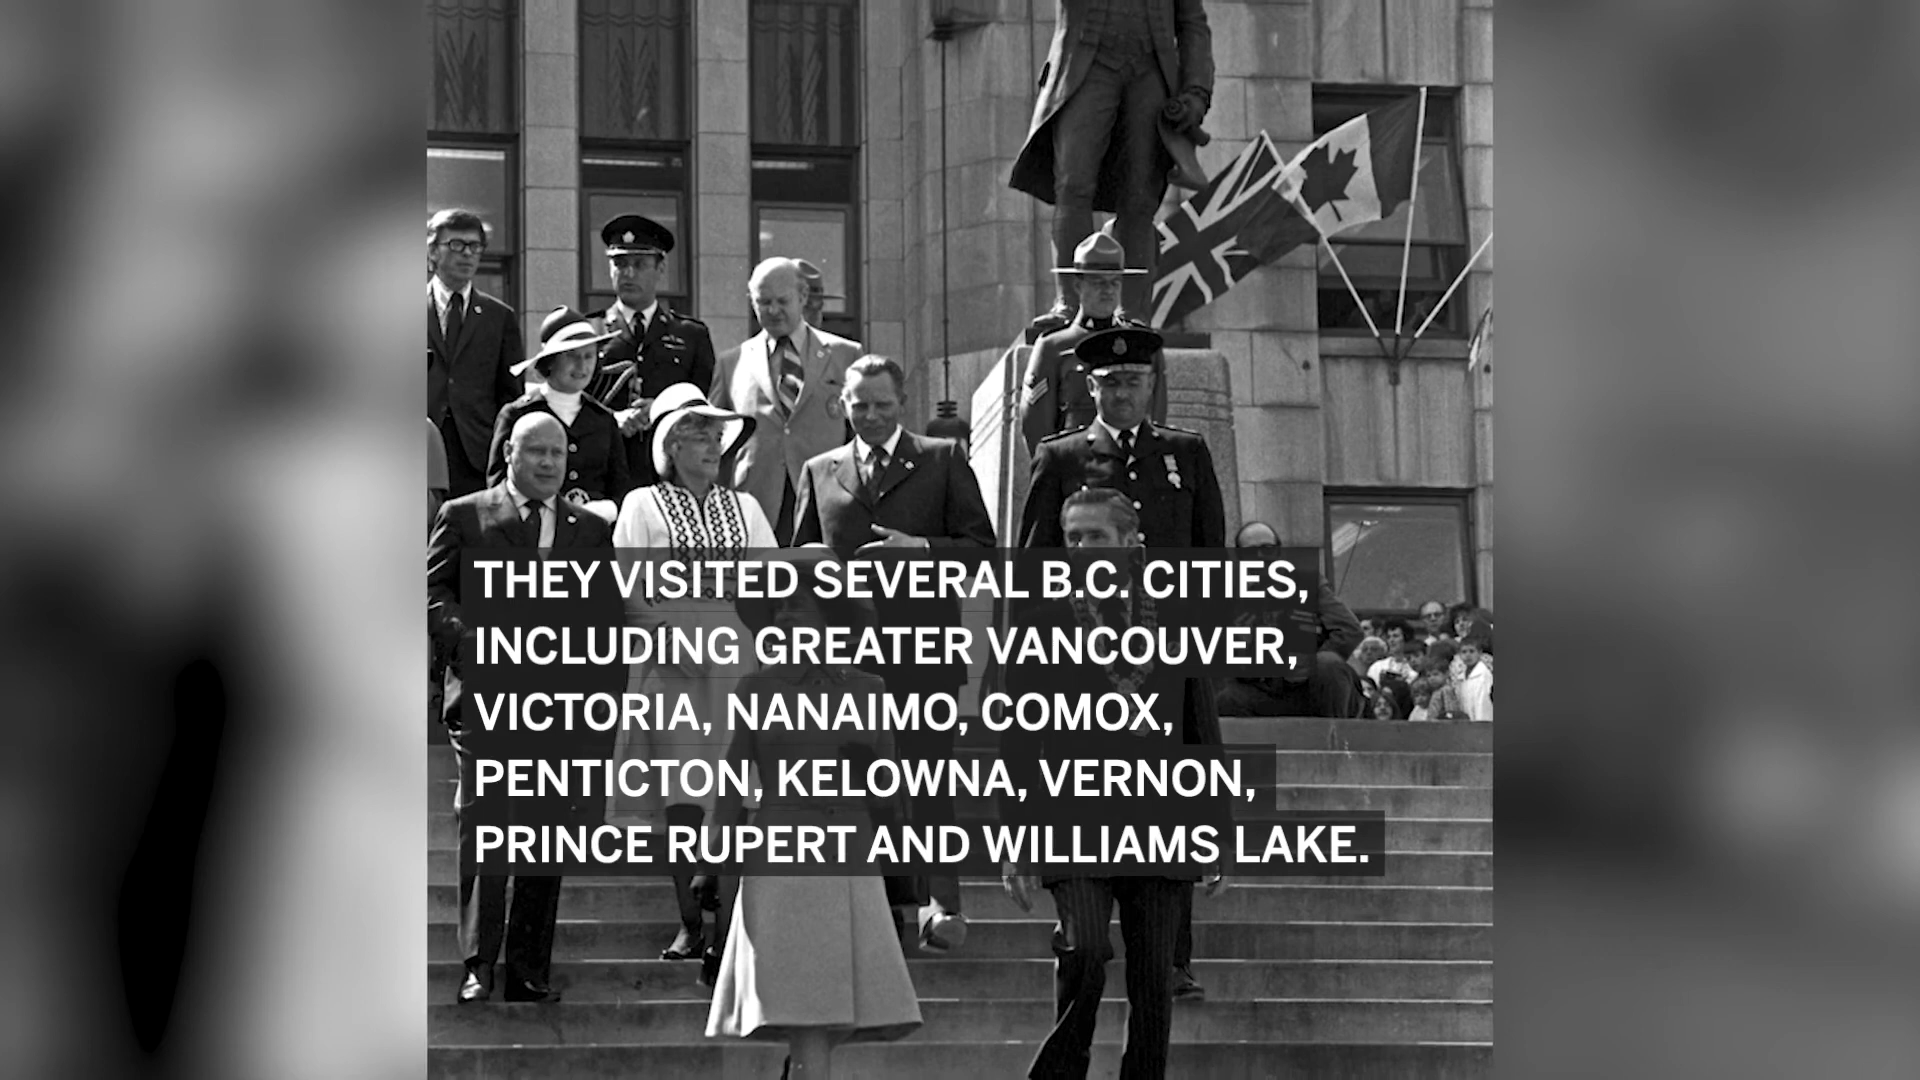 THEY VISITED SEVERAL B.C. CITIES,
INCLUDING GREATER VANCOUVER,
VICTORIA, NANAIMO, COMOX,
PENTICTON, KELOWNA, VERNON,
PRINCE RUPERT AND WILLIAMS LAKE.